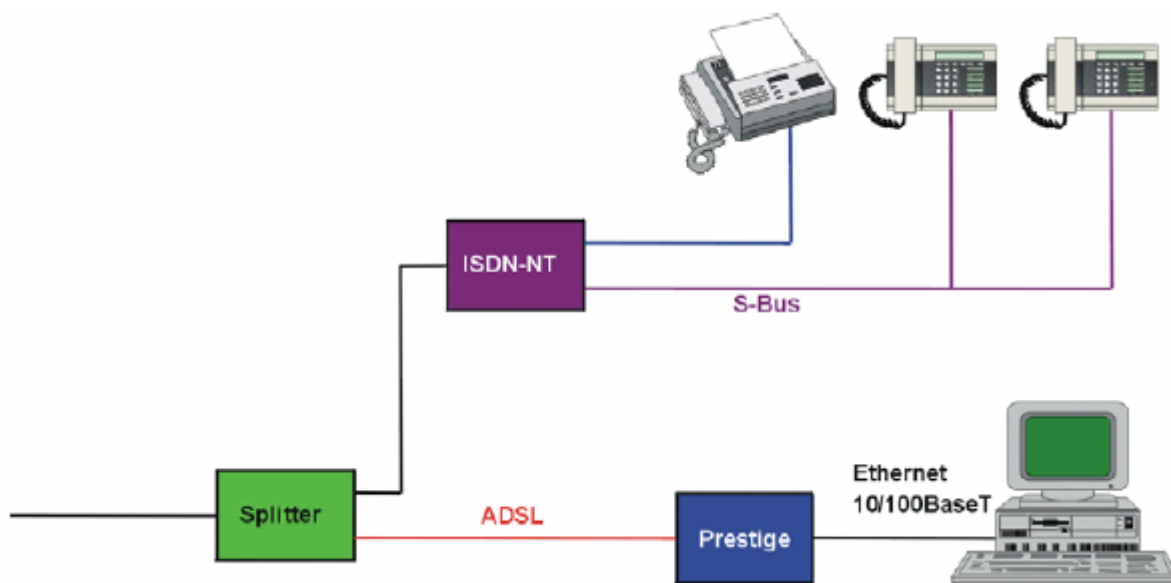 ISDN-NT
S-Bus
Splitter
ADSL
Prestige
Ethernet
10/100BaseT